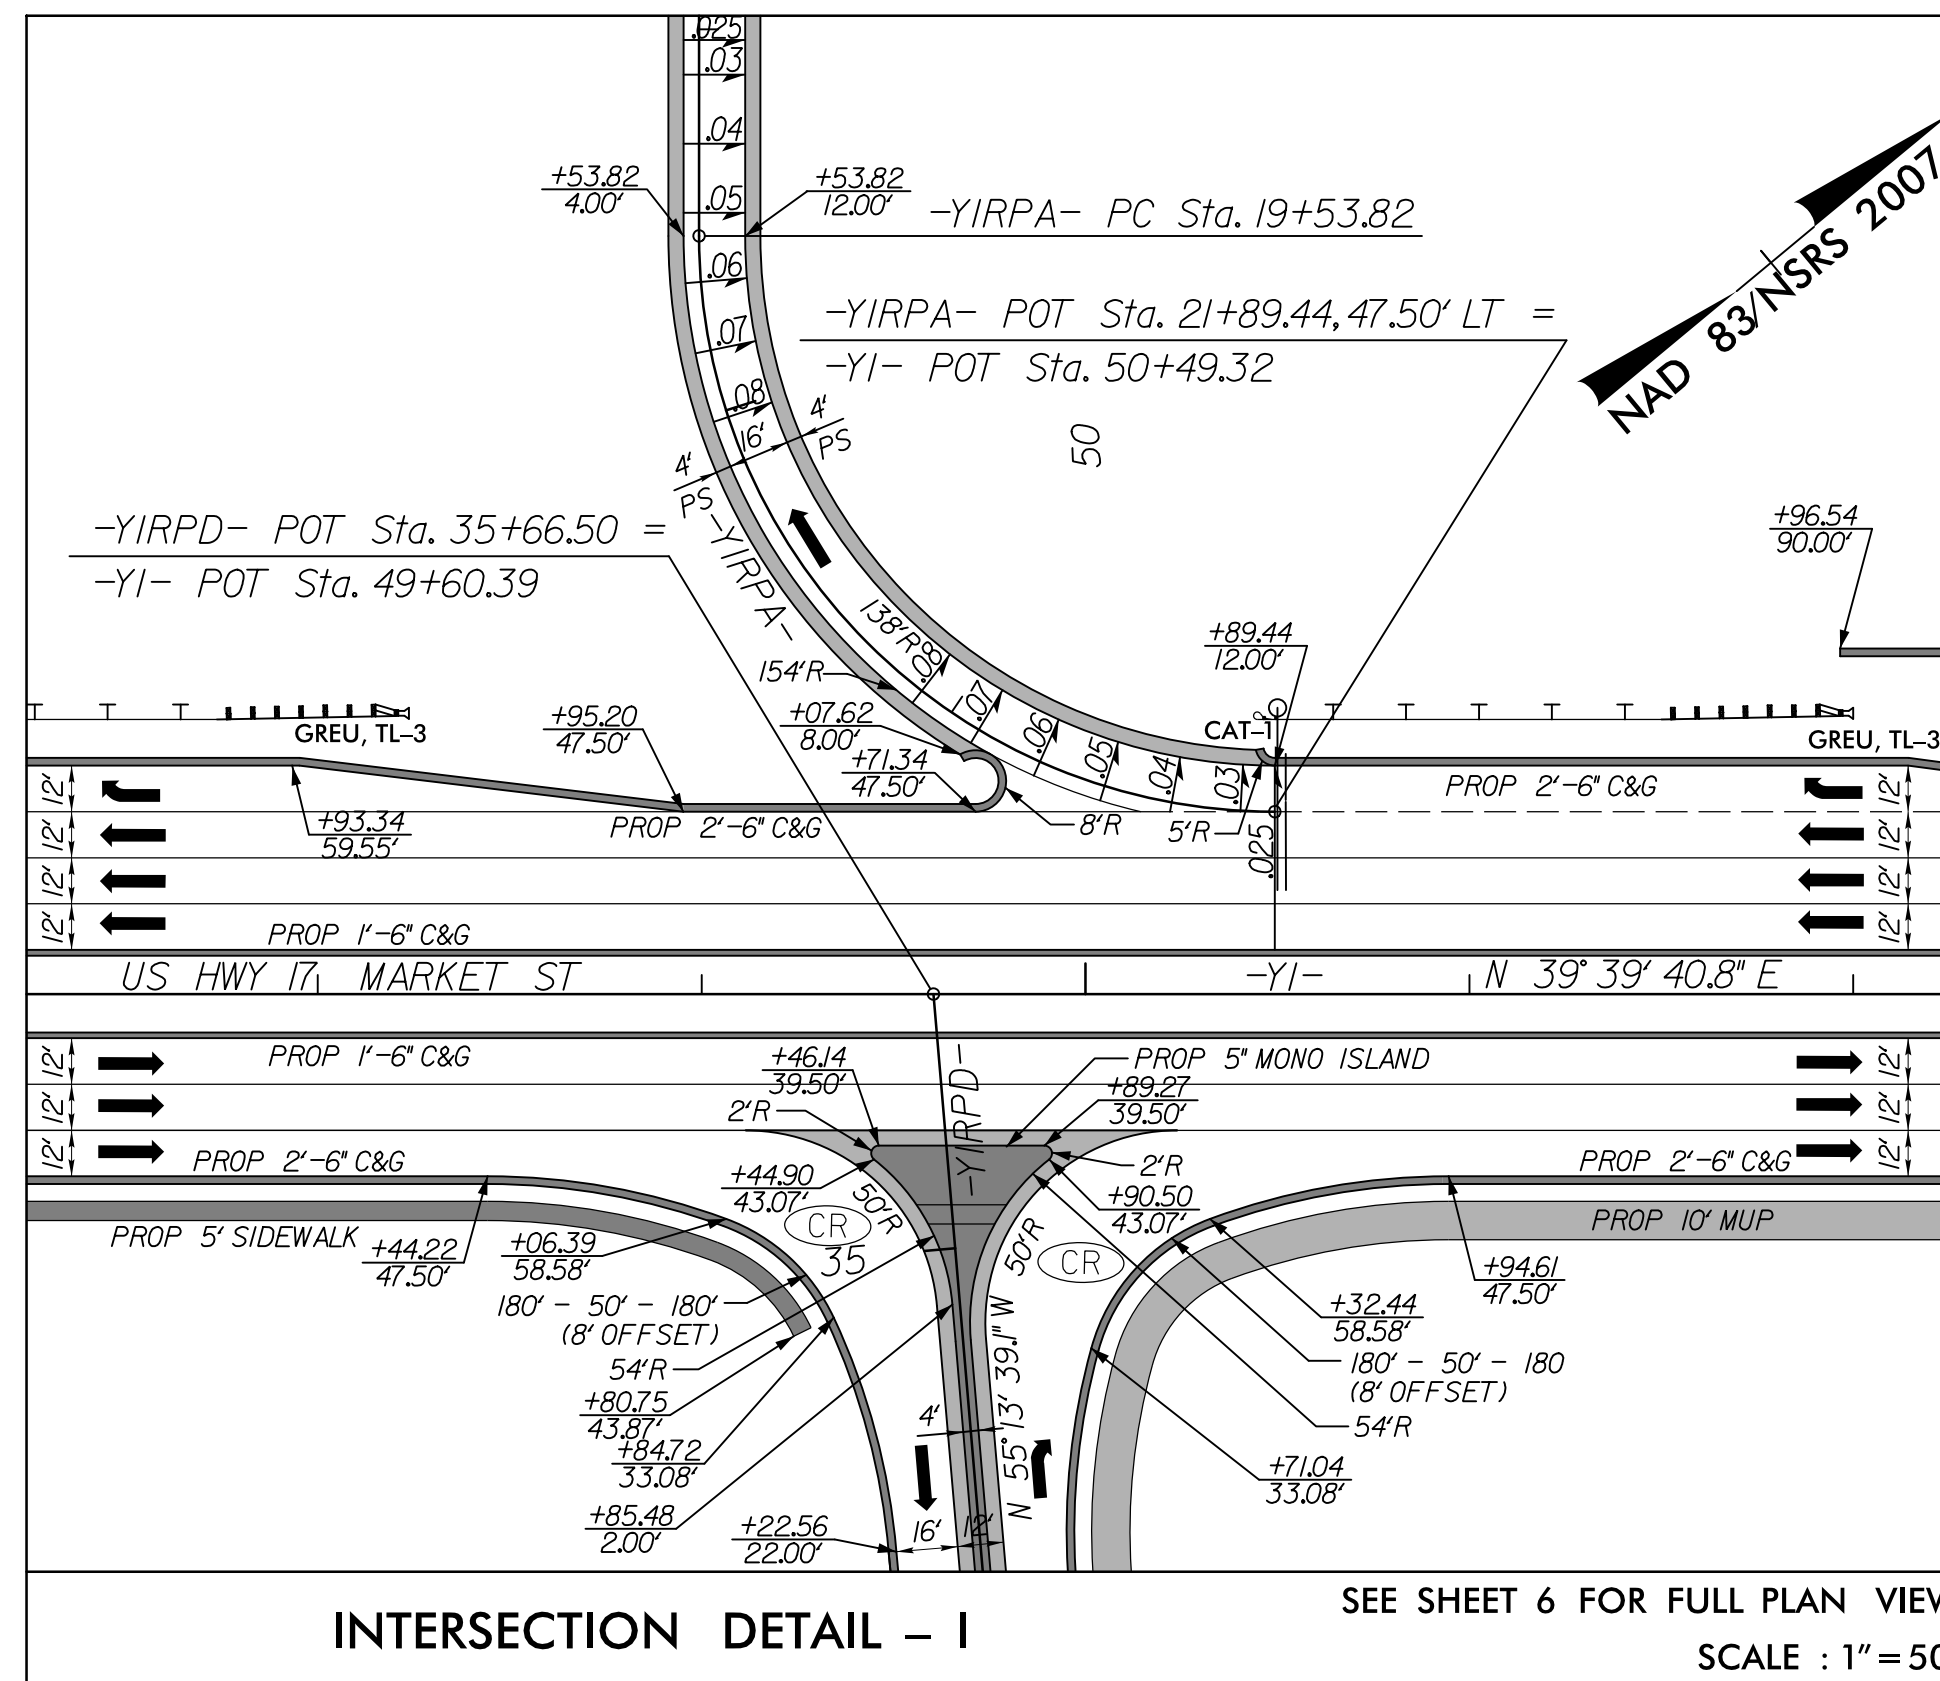 .025
.03
.04
+53.82
4.00'
.05
+53.82
12.00'
-Y1RPA- PC Sta. 19+53.82
NAD 83/NSRS 2007
.06
-Y1RPA- POT Sta. 21+89.44, 47.50' LT =
-Y1- POT Sta. 50+49.32
.07
.08
4'
PS
16'
4'
PS
50
-Y1RPD- POT Sta. 35+66.50 =
-Y1- POT Sta. 49+60.39
-Y1RPA-
+96.54
90.00'
138'R
.08
.07
.06
.05
.04
.03
.025
154'R
+89.44
12.00'
GREU, TL-3
+95.20
47.50'
+07.62
8.00'
+71.34
47.50'
CAT-1
GREU, TL-3
12'
12'
12'
12'
+93.34
59.55'
PROP 2'-6" C&G
8'R
5'R
PROP 2'-6" C&G
12'
12'
12'
12'
PROP 1'-6" C&G
US HWY 17 MARKET ST
-Y1-
N 39° 39' 40.8" E
12'
12'
12'
PROP 1'-6" C&G
+46.14
39.50'
-Y1RPD-
PROP 5" MONO ISLAND
+89.27
39.50'
12'
12'
12'
2'R
2'R
PROP 2'-6" C&G
PROP 2'-6" C&G
+44.90
43.07'
50'R
50'R
+90.50
43.07'
CR
35
CR
PROP 5' SIDEWALK
PROP 10' MUP
+44.22
47.50'
+06.39
58.58'
+94.61
47.50'
180' - 50' - 180'
(8' OFFSET)
+32.44
58.58'
54'R
180' - 50' - 180
(8' OFFSET)
+80.75
43.87'
54'R
+84.72
33.08'
4'
N 55° 13' 39.1" W
+71.04
33.08'
+85.48
2.00'
+22.56
22.00'
16'
12'
INTERSECTION DETAIL - 1
SEE SHEET 6 FOR FULL PLAN VIEW
SCALE : 1" = 50